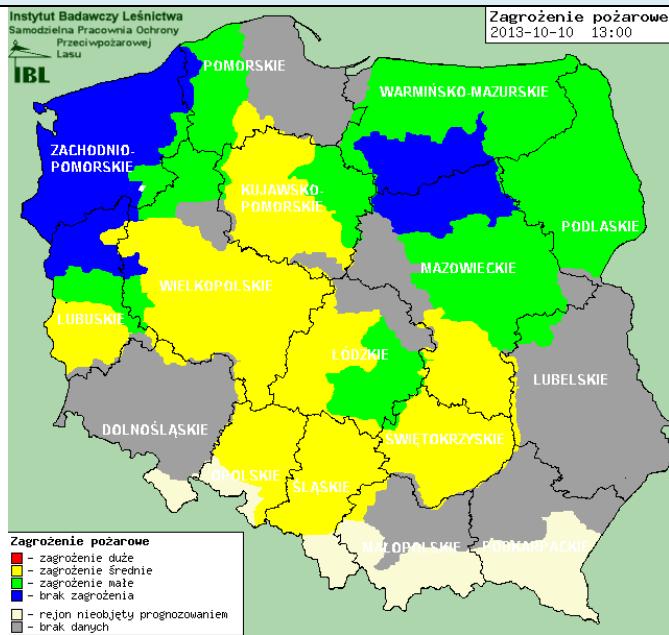 Instytut Badawczy Leśnictwa
Samodzielna Pracownia Ochrony
Przeciwpożarowej
Lasu
IBL
Zagrożenie pożarowe
2013-10-10 13:00
POMORSKIE
WARMIŃSKO-MAZURSKIE
ZACHODNIO-
POMORSKIE
KUJAWSKO-
POMORSKIE
PODLASKIE
MAZOWIECKIE
WIELKOPOLSKIE
LUBUSKIE
ŁÓDZKIE
LUBELSKIE
DOLNOŚLĄSKIE
ŚWIĘTOKRZYSKIE
OPOLSKIE
ŚLĄSKIE
MAŁOPOLSKIE
PODKARPACKIE
Zagrożenie pożarowe
- zagrożenie duże
- zagrożenie średnie
- zagrożenie małe
- brak zagrożenia
- rejon nieobjęty prognozowaniem
- brak danych